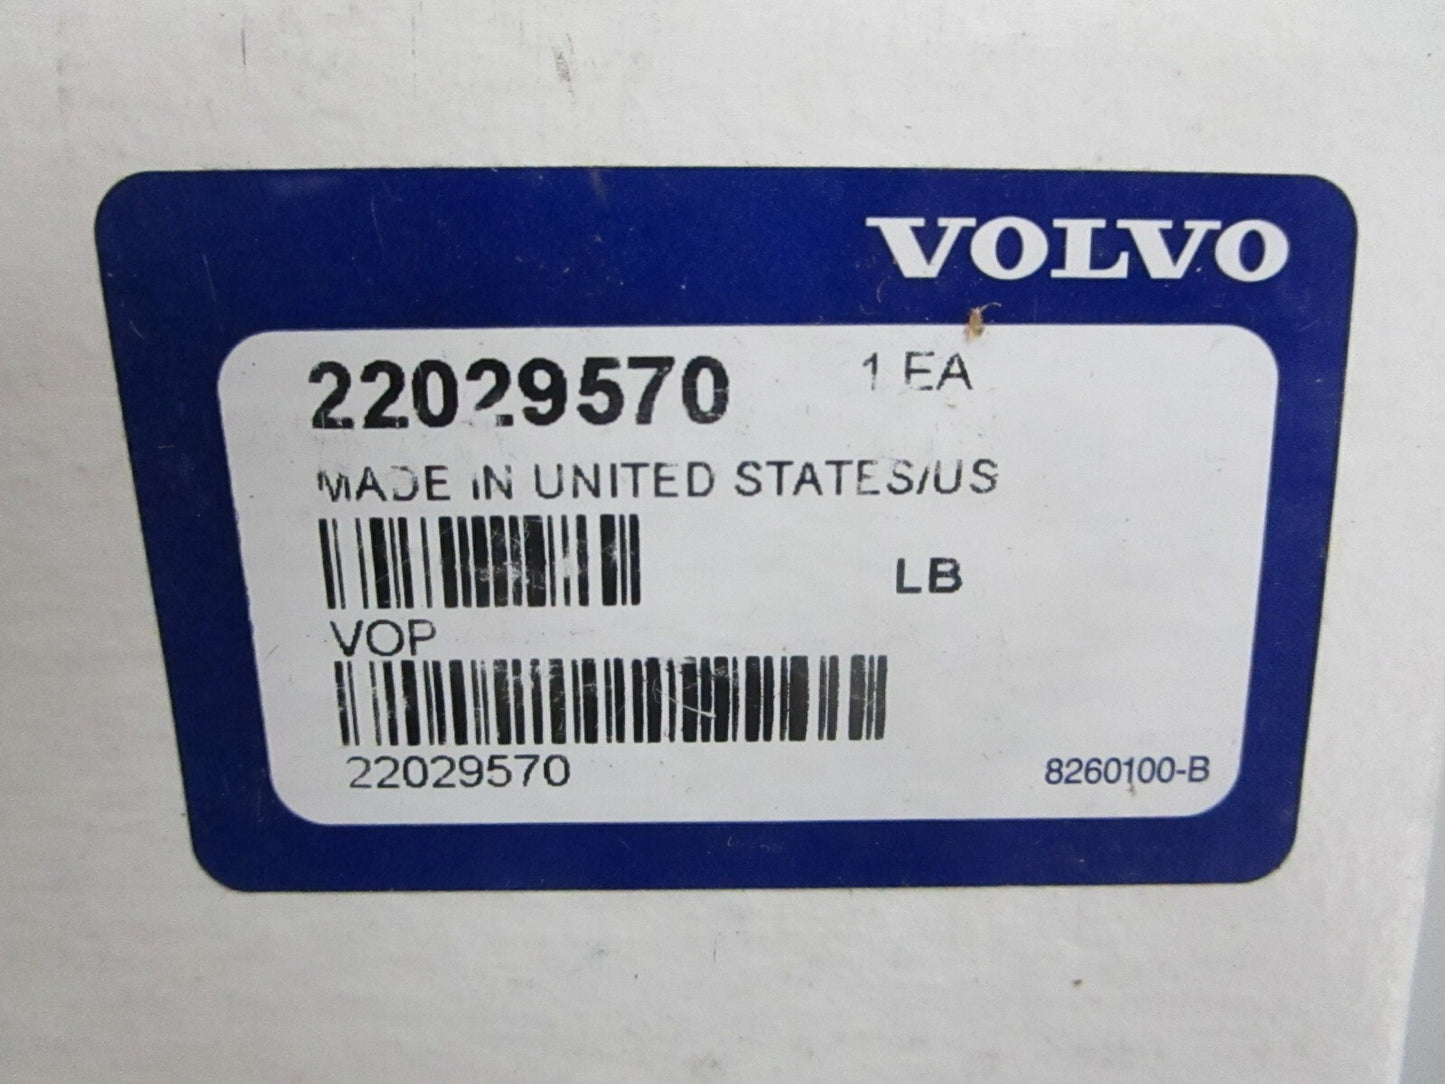 VOLVO
22029570 1 EA
MADE IN UNITED STATES/US
LB
VOP
22029570 8260100-B